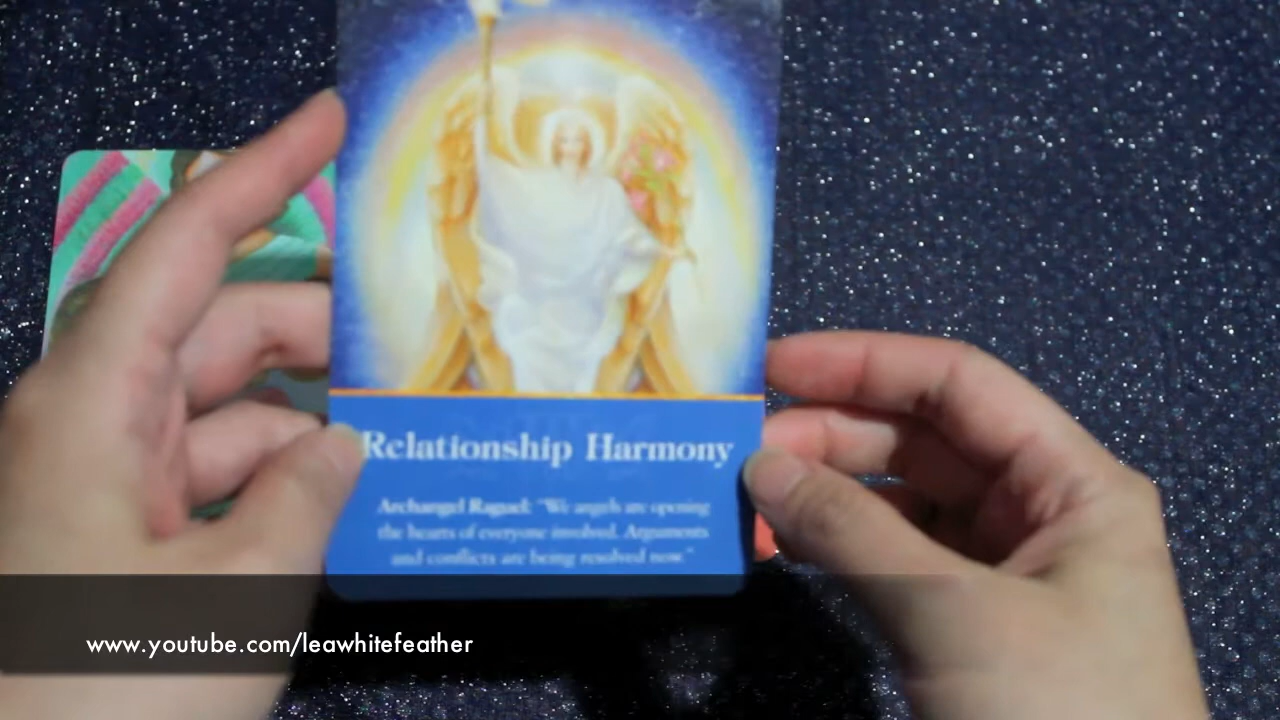 Relationship Harmony
Archangel Raguel: "We angels are opening
the hearts of everyone involved. Arguments
and conflicts are being resolved now."
www.youtube.com/leawhitefeather